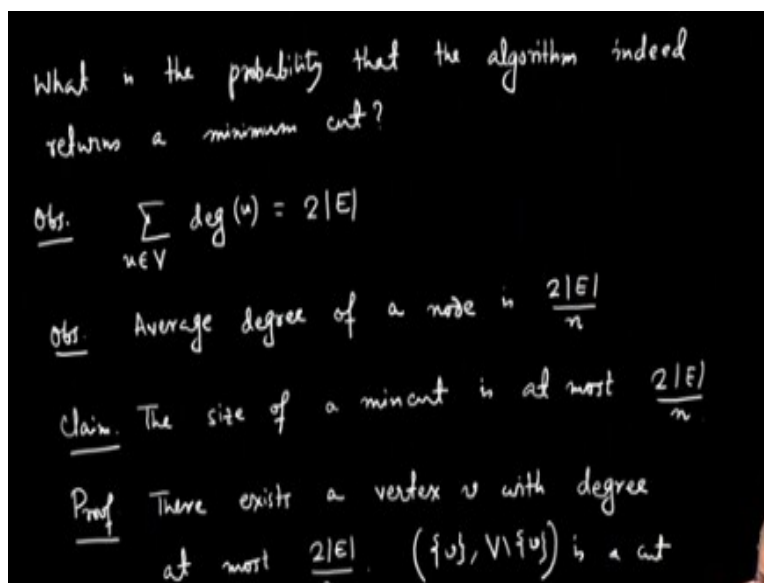 What is the probability that the algorithm indeed
returns a minimum cut?
Obs. ∑ deg(u) = 2|E|
u∈V
Obs. Average degree of a node is 2|E|/n
Claim. The size of a mincut is at most 2|E|/n.
Proof There exists a vertex v with degree
at most 2|E| . ({v}, V\{v}) is a cut